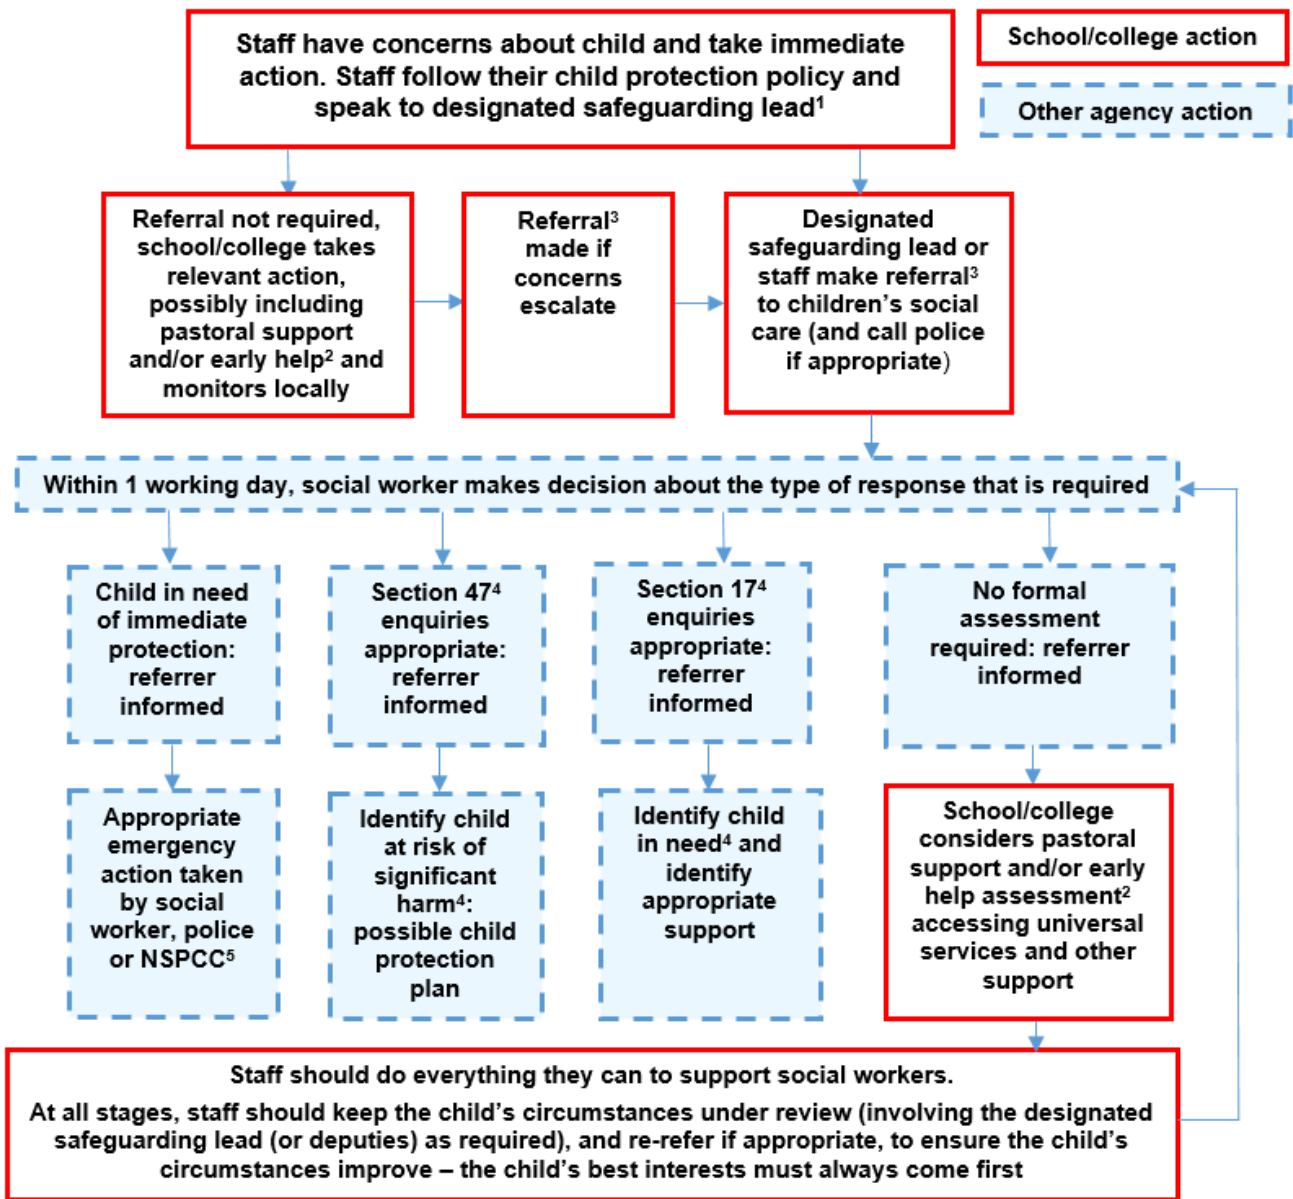 Staff have concerns about child and take immediate
action. Staff follow their child protection policy and
speak to designated safeguarding lead¹
School/college action
Other agency action
Referral not required,
school/college takes
relevant action,
possibly including
pastoral support
and/or early help² and
monitors locally
Referral³
made if
concerns
escalate
Designated
safeguarding lead or
staff make referral³
to children’s social
care (and call police
if appropriate)
Within 1 working day, social worker makes decision about the type of response that is required
Child in need
of immediate
protection:
referrer
informed
Section 47⁴
enquiries
appropriate:
referrer
informed
Section 17⁴
enquiries
appropriate:
referrer
informed
No formal
assessment
required: referrer
informed
Appropriate
emergency
action taken
by social
worker, police
or NSPCC⁵
Identify child
at risk of
significant
harm⁴:
possible child
protection
plan
Identify child
in need⁴ and
identify
appropriate
support
School/college
considers pastoral
support and/or early
help assessment²
accessing universal
services and other
support
Staff should do everything they can to support social workers.
At all stages, staff should keep the child’s circumstances under review (involving the designated
safeguarding lead (or deputies) as required), and re-refer if appropriate, to ensure the child’s
circumstances improve – the child’s best interests must always come first